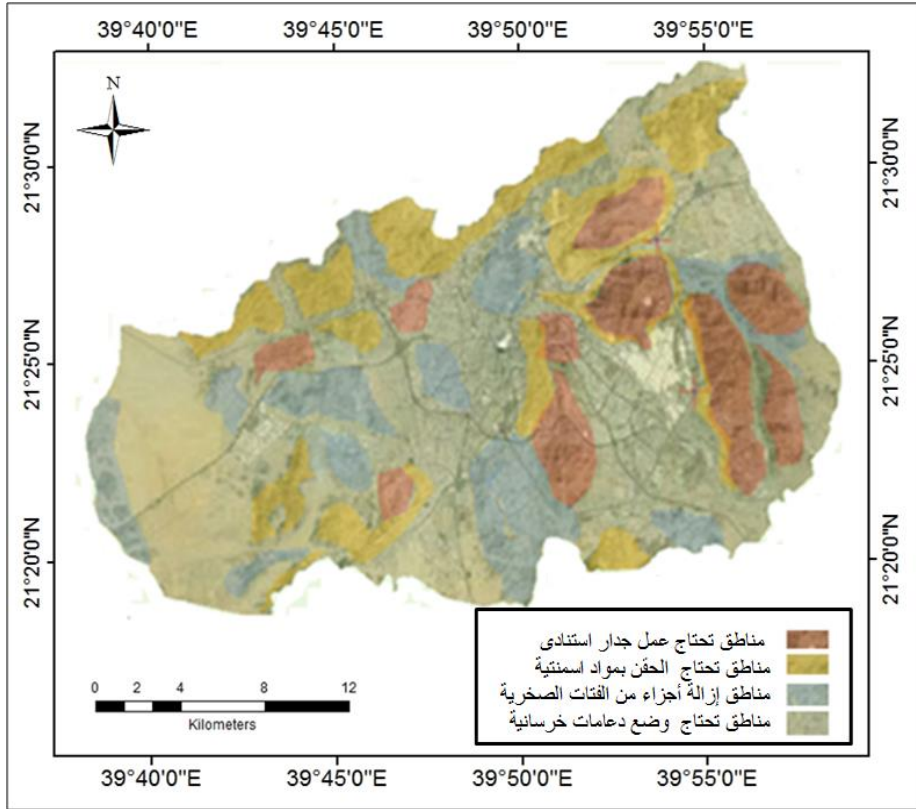 39°40'0"E 39°45'0"E 39°50'0"E 39°55'0"E
N
21°30'0"N 21°30'0"N
21°25'0"N 21°25'0"N
21°20'0"N 21°20'0"N
مناطق تحتاج عمل جدار استنادى
مناطق تحتاج الحقن بمواد اسمنتية
مناطق إزالة أجزاء من الفتات الصخرية
مناطق تحتاج وضع دعامات خرسانية
0 2 4 8 12
Kilometers
39°40'0"E 39°45'0"E 39°50'0"E 39°55'0"E